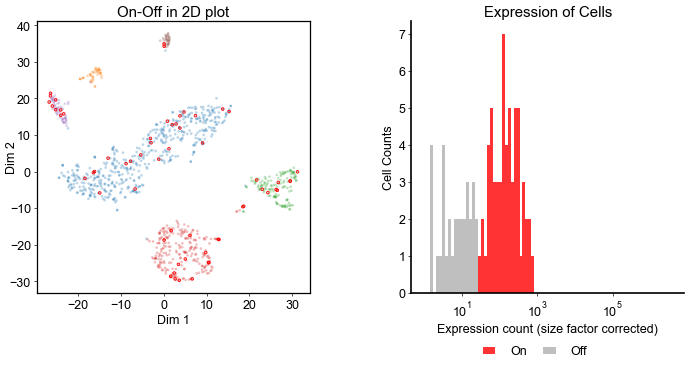 On-Off in 2D plot
40
30
20
10
0
−10
−20
−30
Dim 2
−20 −10 0 10 20 30
Dim 1
Expression of Cells
7
6
5
4
3
2
1
0
Cell Counts
10¹ 10³ 10⁵
Expression count (size factor corrected)
On Off